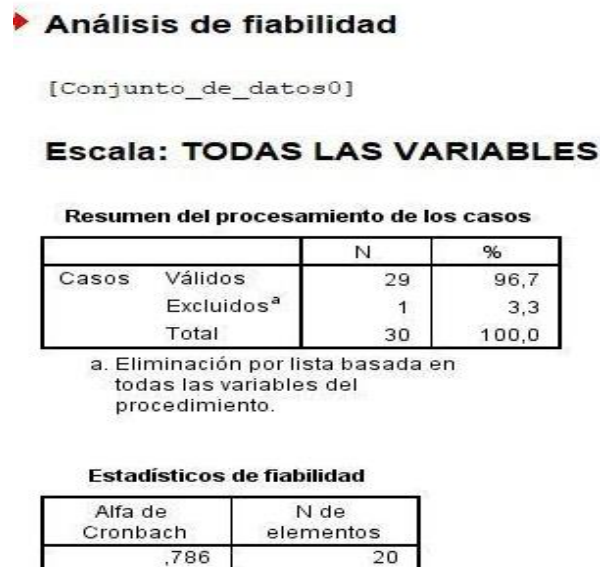 Análisis de fiabilidad
[Conjunto_de_datos0]
Escala: TODAS LAS VARIABLES
Resumen del procesamiento de los casos
N %
Casos Válidos 29 96,7
Excluidosa 1 3,3
Total 30 100,0
a. Eliminación por lista basada en
todas las variables del
procedimiento.
Estadísticos de fiabilidad
Alfa de N de
Cronbach elementos
,786 20